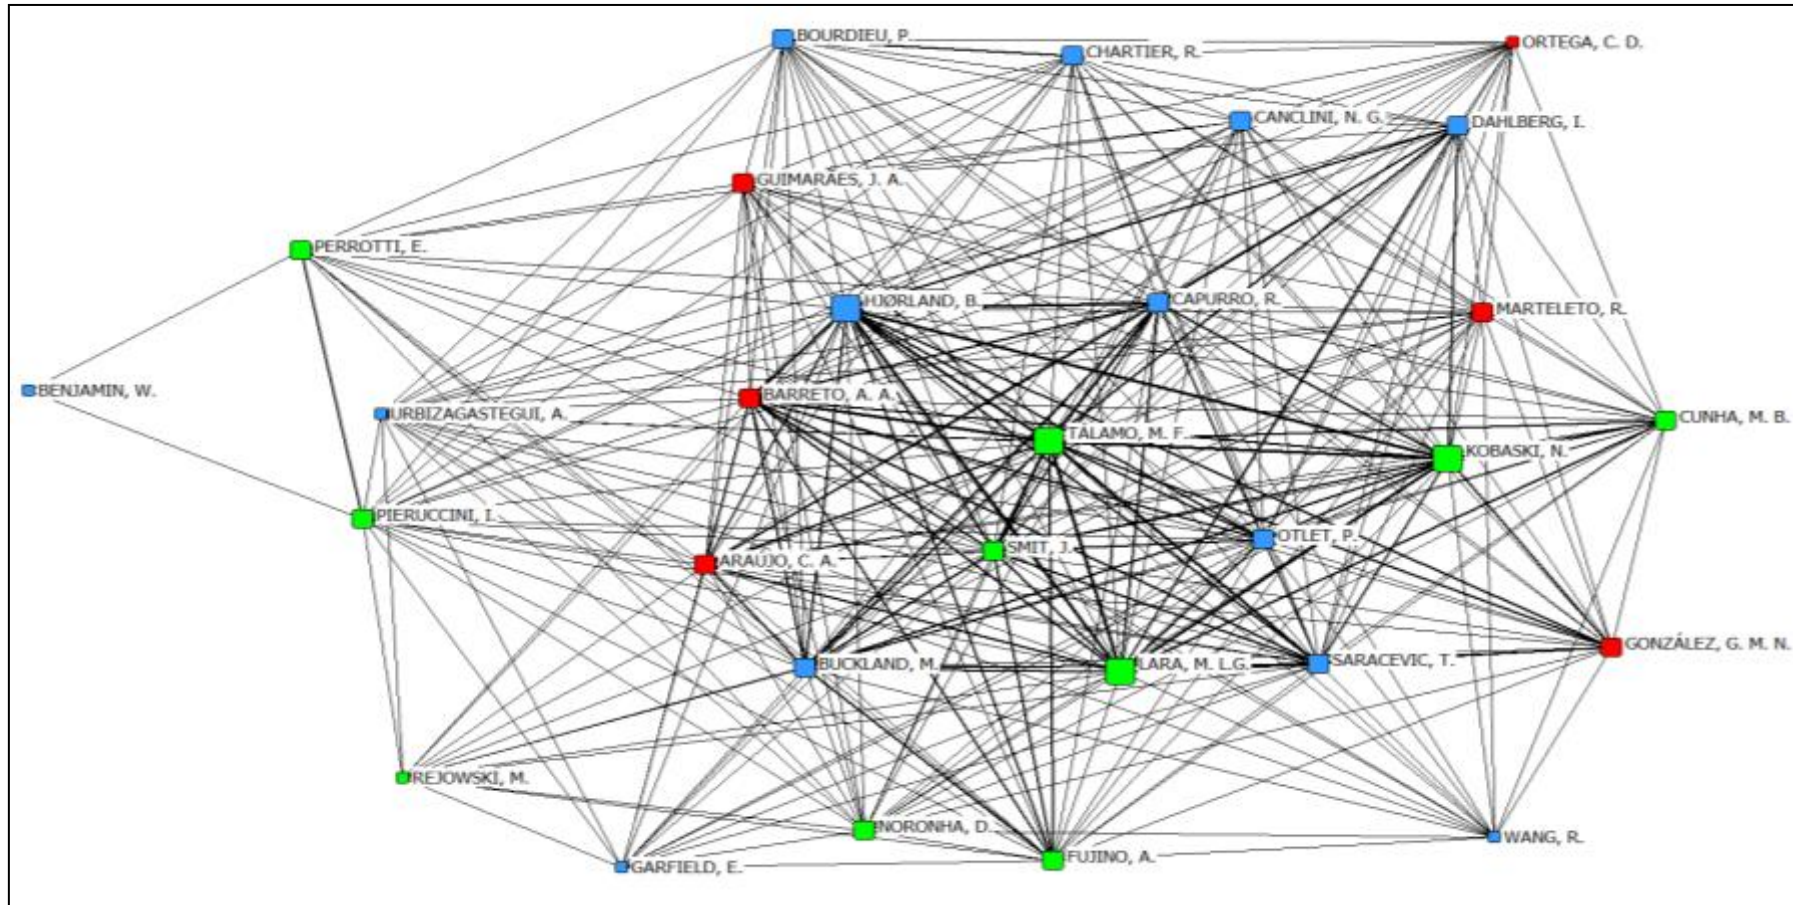 BOURDIEU, P.
CHARTIER, R.
ORTEGA, C. D.
CANCLINI, N. G.
DAHLBERG, I.
GUIMARÃES, J. A.
PERROTTI, E.
HJØRLAND, B.
CAPURRO, R.
MARTELETO, R.
BENJAMIN, W.
URBIZAGASTEGUI, A.
BARRETO, A. A.
CUNHA, M. B.
TÁLAMO, M. F.
KOBASKI, N.
PIERUCCINI, I.
SMIT, J.
OTLET, P.
ARAUJO, C. A.
BUCKLAND, M.
LARA, M. L.G.
SARACEVIC, T.
GONZÁLEZ, G. M. N.
REJOWSKI, M.
NORONHA, D.
WANG, R.
GARFIELD, E.
FUJINO, A.